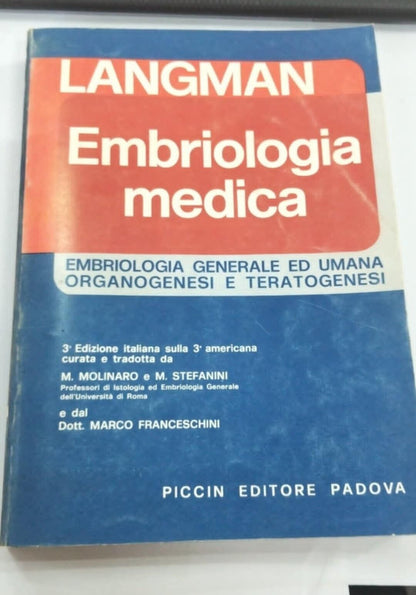 LANGMAN
Embriologia
medica
EMBRIOLOGIA GENERALE ED UMANA
ORGANOGENESI E TERATOGENESI
3ª Edizione italiana sulla 3ª americana
curata e tradotta da
M. MOLINARO e M. STEFANINI
Professori di Istologia ed Embriologia Generale
dell'Università di Roma
e dal
Dott. MARCO FRANCESCHINI
PICCIN EDITORE PADOVA